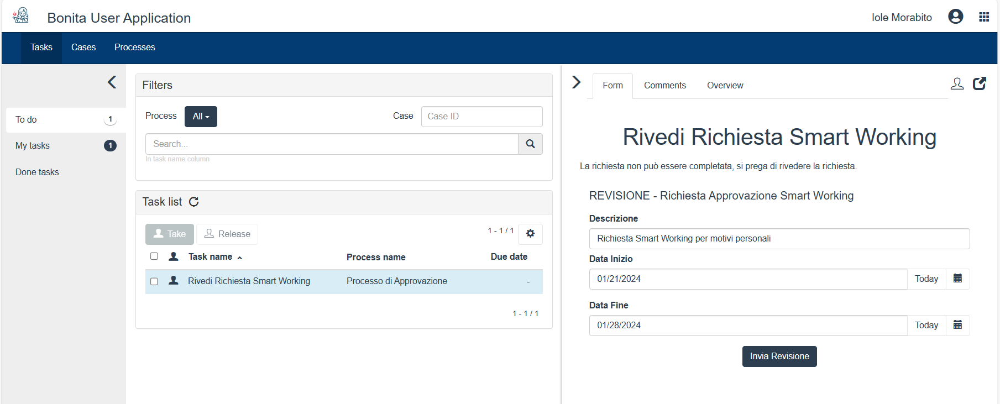 Bonita User Application
Iole Morabito
Tasks
Cases
Processes
To do
1
My tasks
1
Done tasks
Filters
Process
All
Case
Case ID
Search...
In task name column
Task list
Take
Release
1 - 1 / 1
Task name
Process name
Due date
Rivedi Richiesta Smart Working
Processo di Approvazione
-
1 - 1 / 1
Form
Comments
Overview
Rivedi Richiesta Smart Working
La richiesta non può essere completata, si prega di rivedere la richiesta.
REVISIONE - Richiesta Approvazione Smart Working
Descrizione
Richiesta Smart Working per motivi personali
Data Inizio
01/21/2024
Today
Data Fine
01/28/2024
Today
Invia Revisione